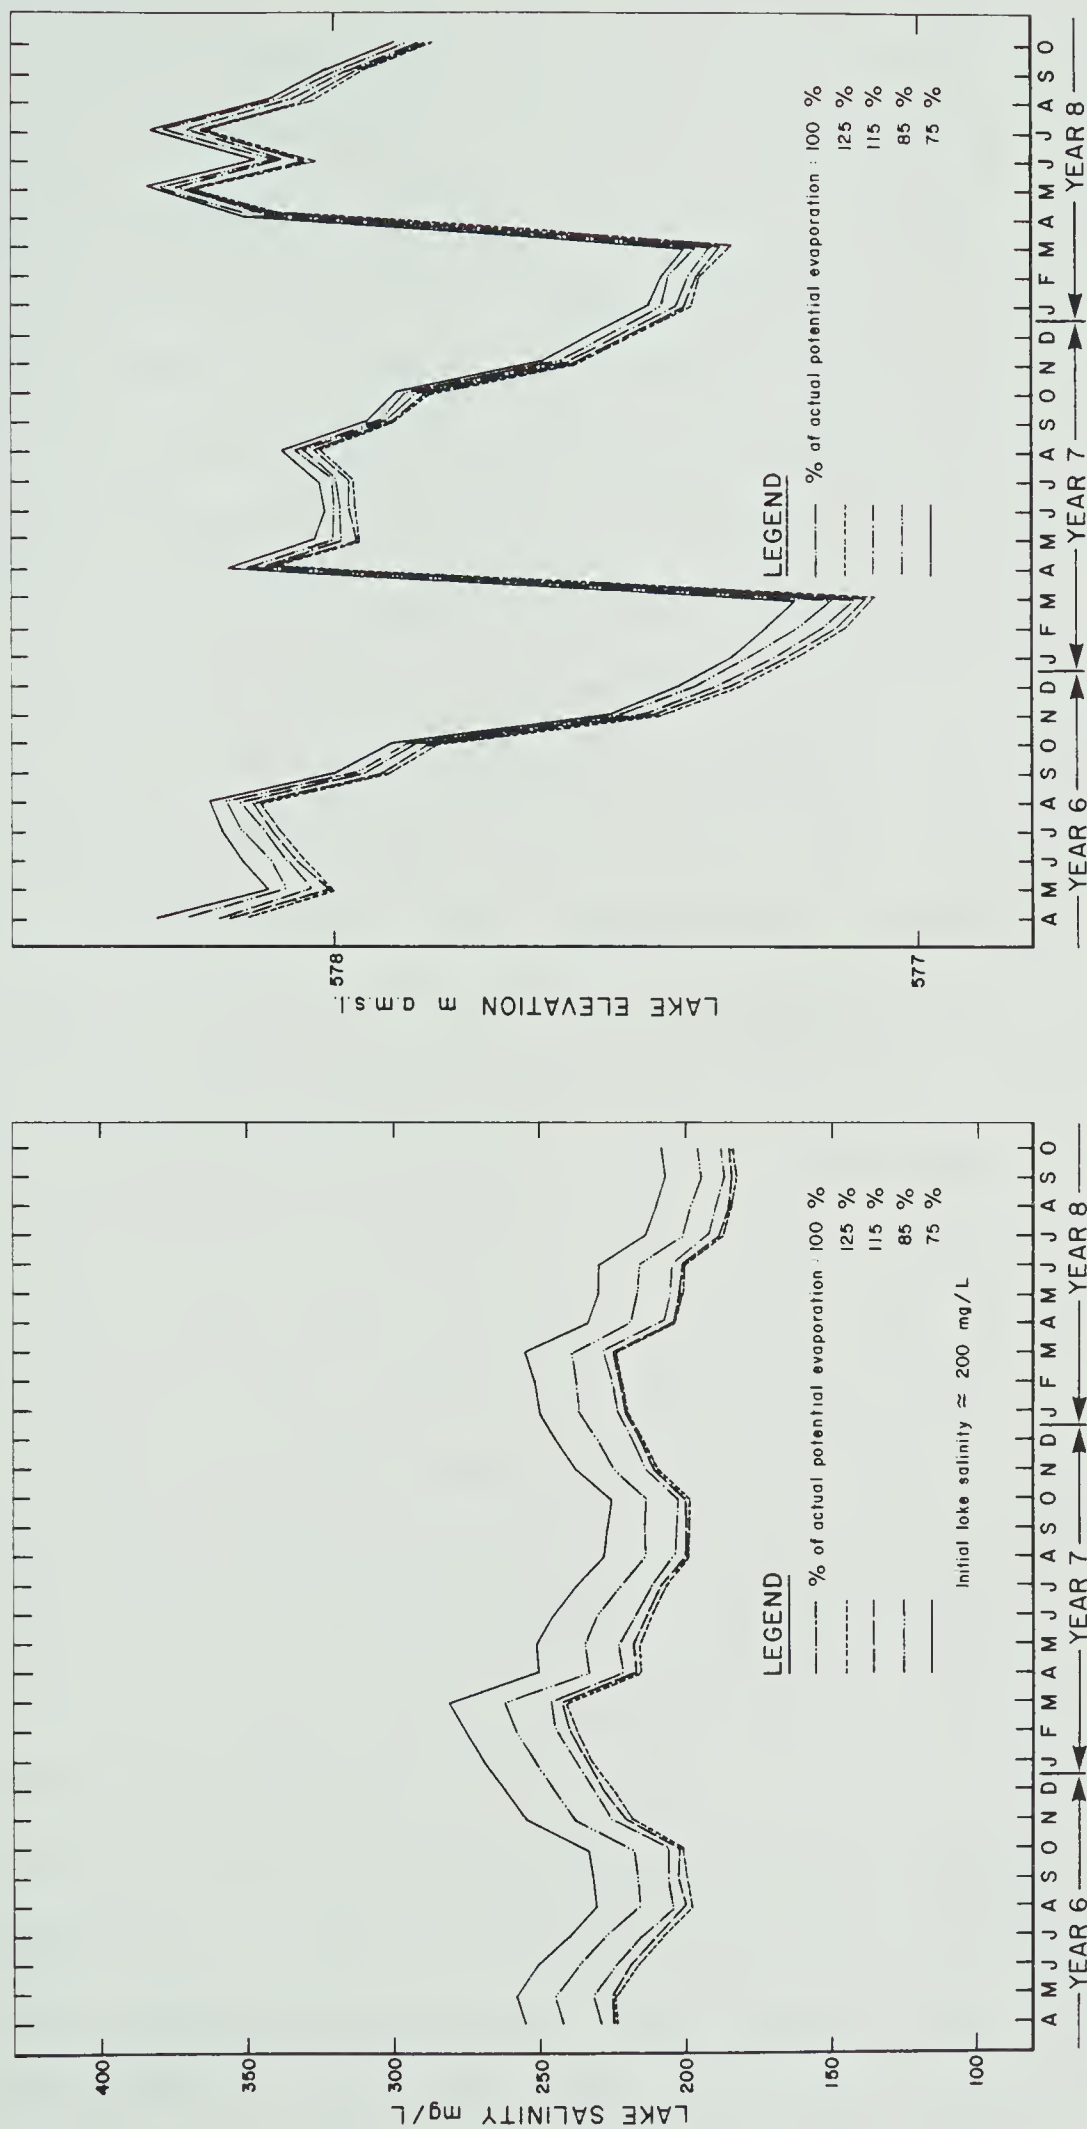 LAKE SALINITY mg/L
400
300
250
200
150
100
LEGEND
% of actual potential evaporation : 100 %
125 %
115 %
85 %
75 %
Initial lake salinity ≃ 200 mg/L
A M J J A S O N D J F M A M J J A S O N D J F M A M J J A S O
YEAR 6 YEAR 7 YEAR 8
LAKE ELEVATION m a.m.s.l.
578
577
LEGEND
% of actual potential evaporation : 100 %
125 %
115 %
85 %
75 %
A M J J A S O N D J F M A M J J A S O N D J F M A M J J A S O
YEAR 6 YEAR 7 YEAR 8